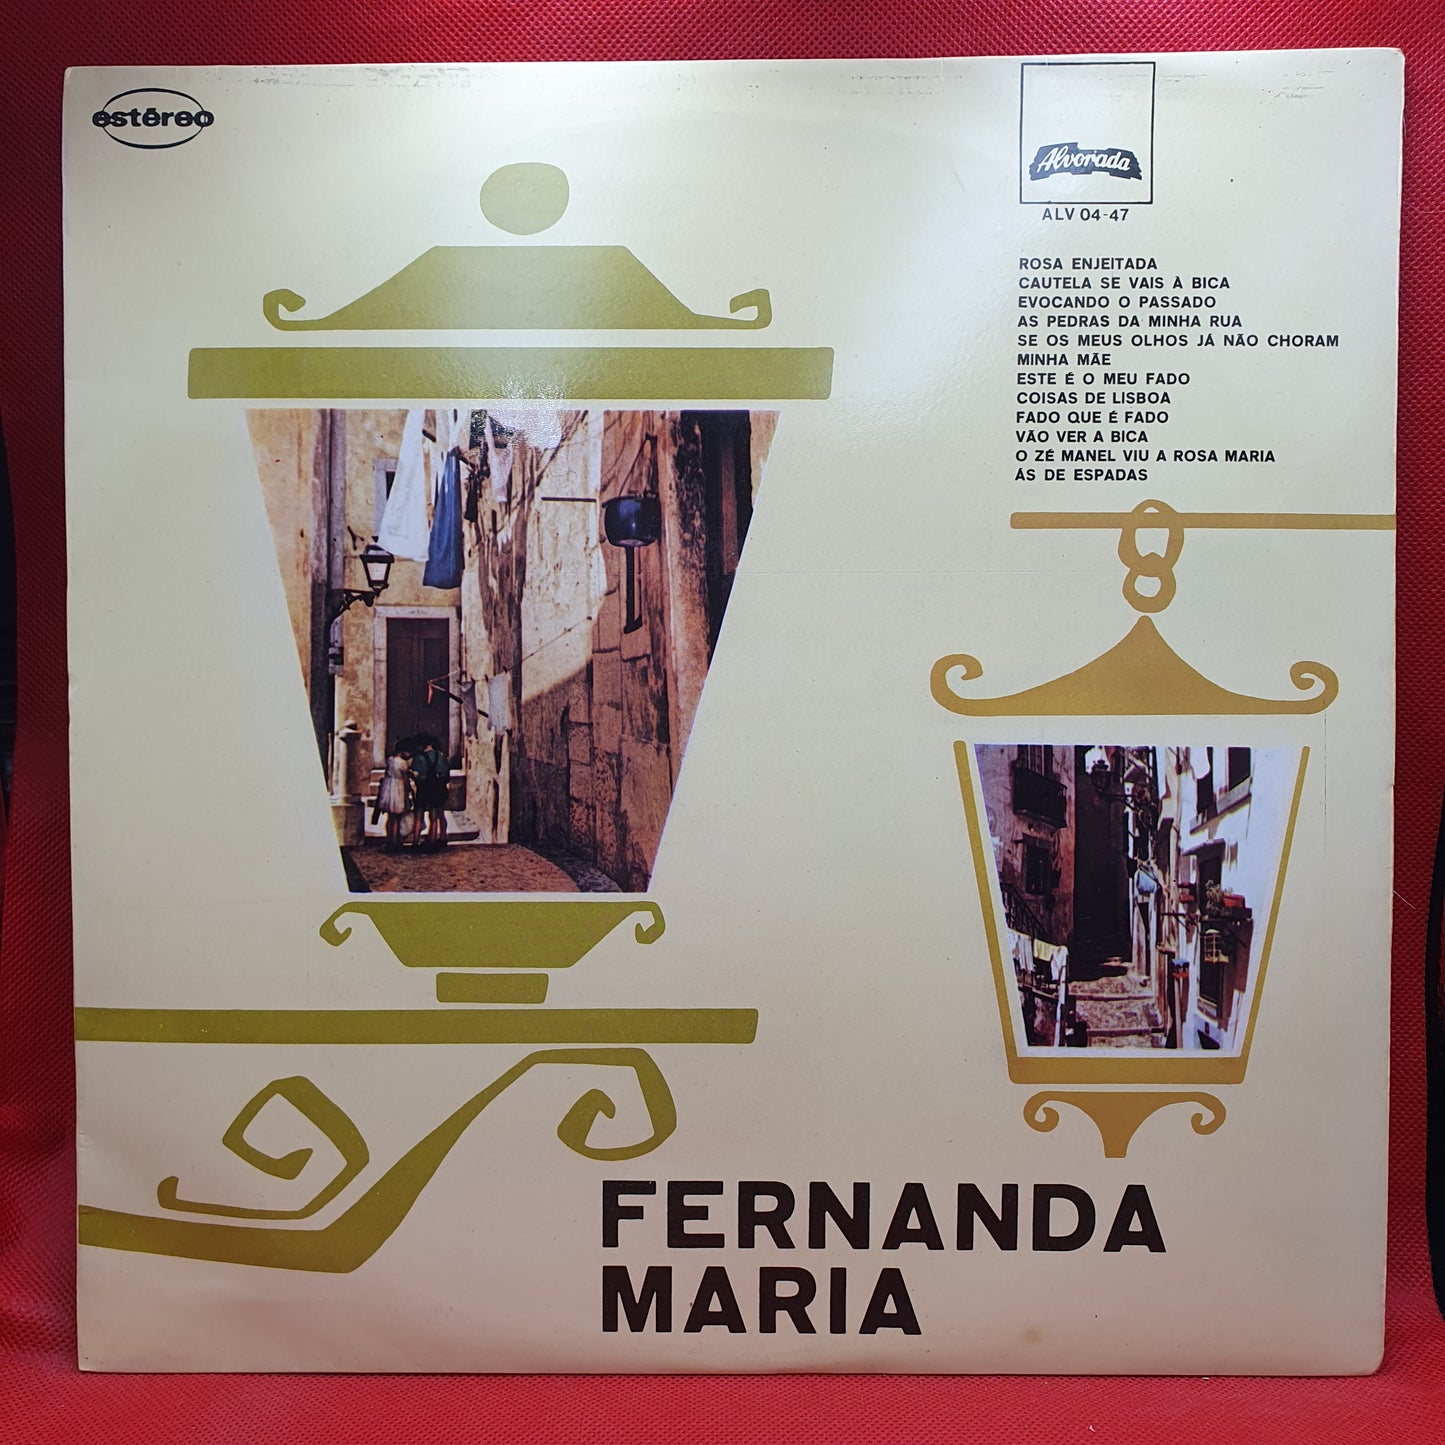 estéreo
Alvorada
ALV 04-47
ROSA ENJEITADA
CAUTELA SE VAIS À BICA
EVOCANDO O PASSADO
AS PEDRAS DA MINHA RUA
SE OS MEUS OLHOS JÁ NÃO CHORAM
MINHA MÃE
ESTE É O MEU FADO
COISAS DE LISBOA
FADO QUE É FADO
VÃO VER A BICA
O ZÉ MANEL VIU A ROSA MARIA
ÁS DE ESPADAS
FERNANDA
MARIA